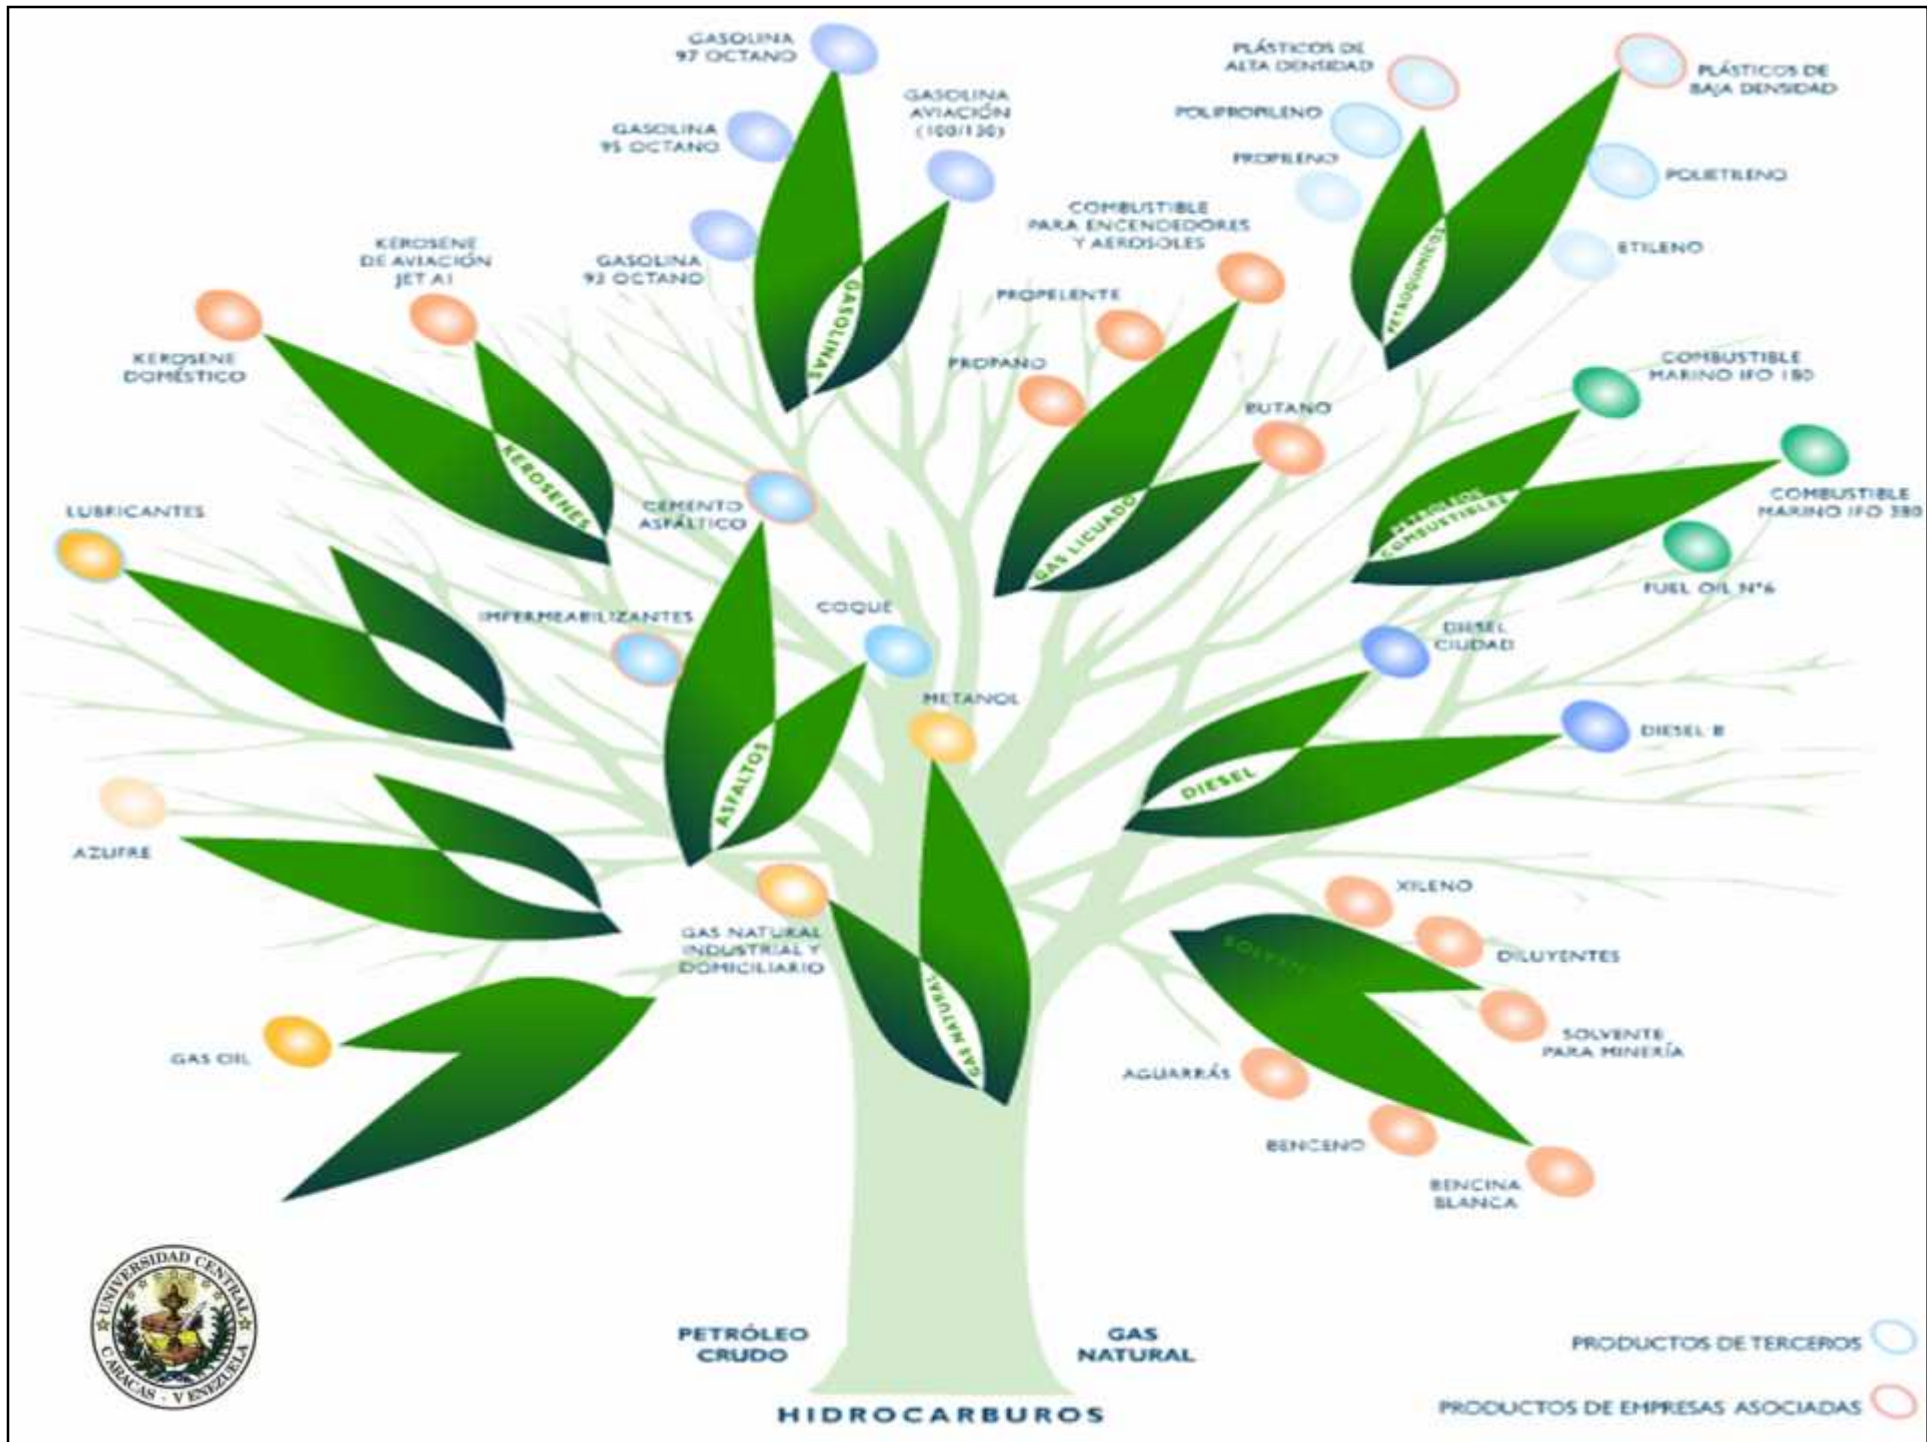 GASOLINA
97 OCTANO
GASOLINA
95 OCTANO
GASOLINA
93 OCTANO
GASOLINA
AVIACIÓN
(100/130)
GASOLINAS
PLÁSTICOS DE
ALTA DENSIDAD
PLÁSTICOS DE
BAJA DENSIDAD
POLIPROPILENO
PROPILENO
POLIETILENO
ETILENO
PETROQUIMICOS
KEROSENE
DE AVIACIÓN
JET A1
KEROSENE
DOMÉSTICO
KEROSENES
COMBUSTIBLE
PARA ENCENDEDORES
Y AEROSOLES
PROPELENTE
PROPANO
BUTANO
GAS LICUADO
COMBUSTIBLE
MARINO IFO 180
COMBUSTIBLE
MARINO IFO 380
FUEL OIL N°6
PETROLEOS
COMBUSTIBLES
LUBRICANTES
CEMENTO
ASFÁLTICO
IMPERMEABILIZANTES
COQUE
ASFALTOS
METANOL
DIESEL
CIUDAD
DIESEL B
DIESEL
AZUFRE
GAS NATURAL
INDUSTRIAL Y
DOMICILIARIO
GAS NATURAL
XILENO
DILUYENTES
SOLVENTE
PARA MINERÍA
AGUARRÁS
BENCENO
BENCINA
BLANCA
GAS OIL
UNIVERSIDAD CENTRAL
CARACAS - VENEZUELA
PETRÓLEO
CRUDO
GAS
NATURAL
HIDROCARBUROS
PRODUCTOS DE TERCEROS
PRODUCTOS DE EMPRESAS ASOCIADAS